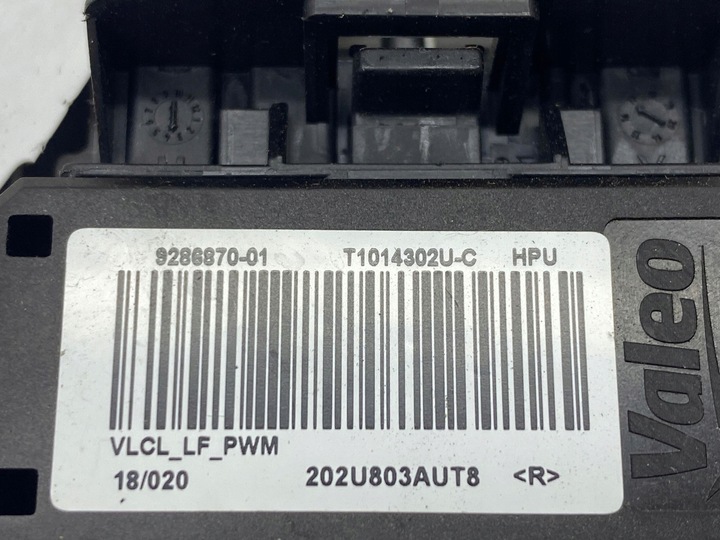 9286870-01 T1014302U-C HPU
VLCL_LF_PWM
18/020 202U803AUT8 <R>
Valeo